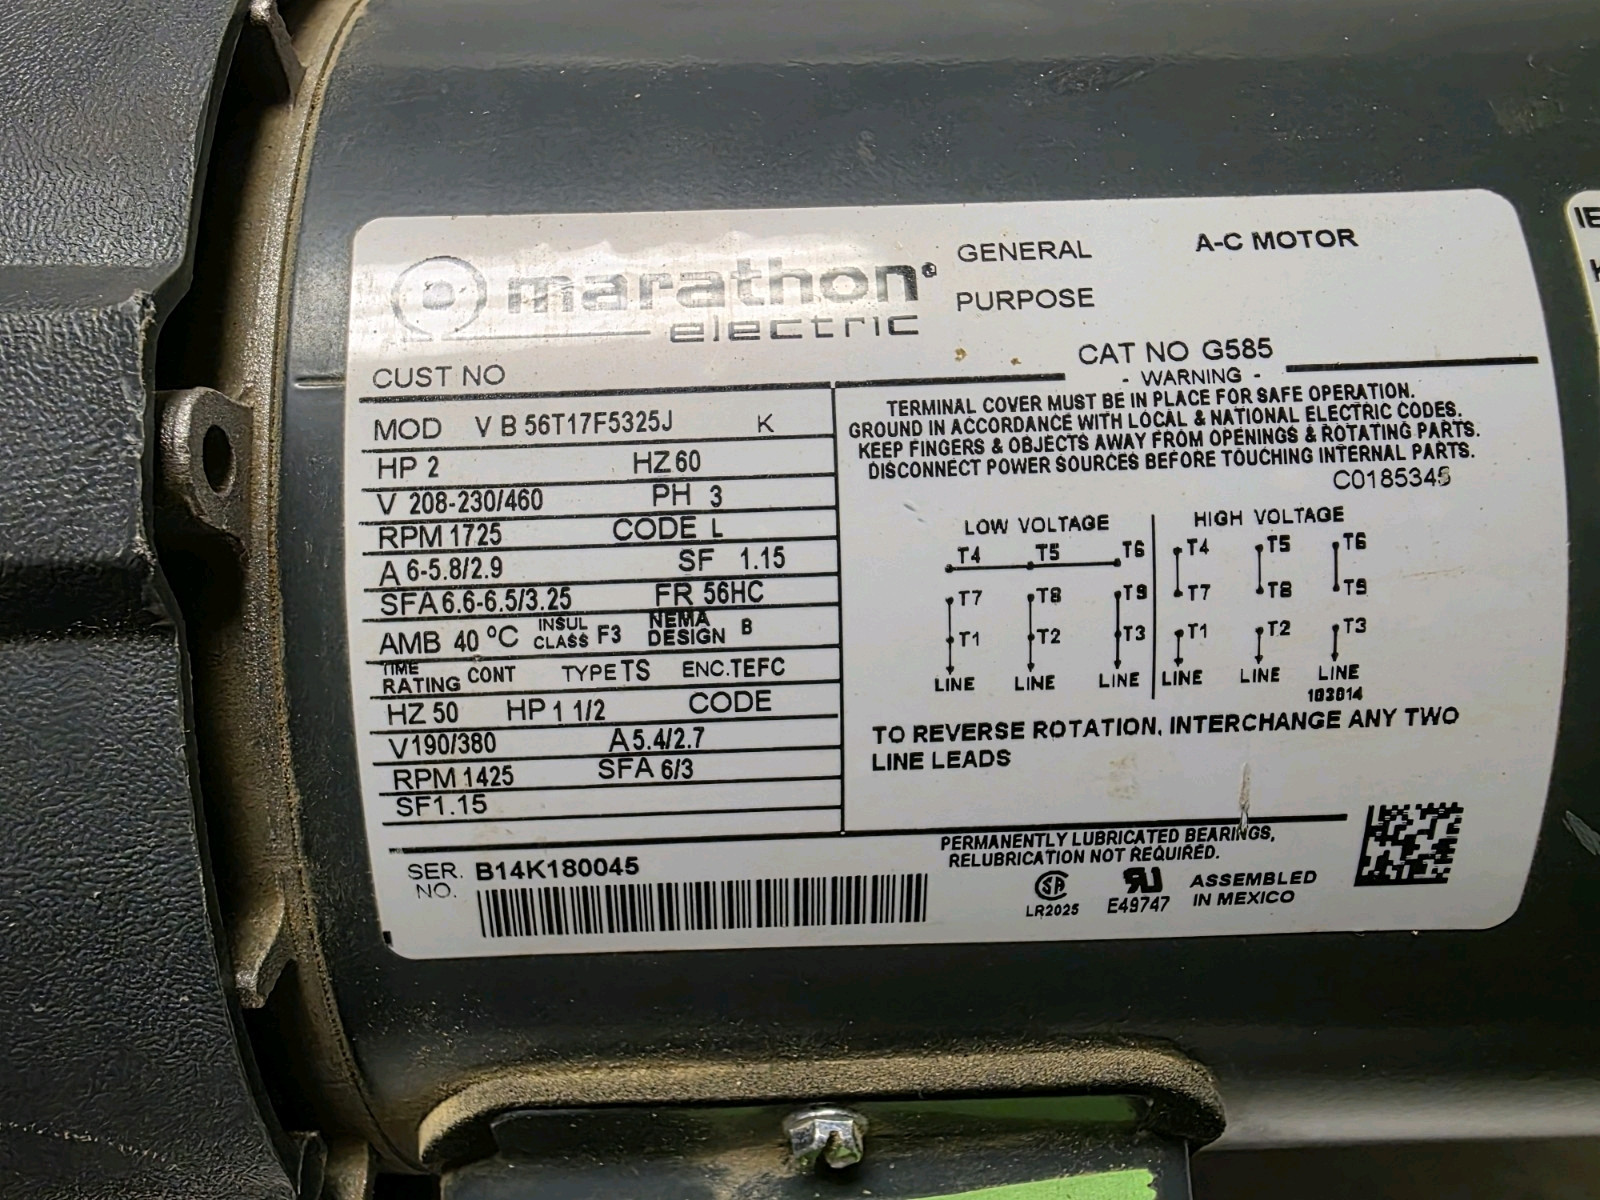 marathon®
electric
GENERAL
PURPOSE
A-C MOTOR
CAT NO G585
CUST NO
MOD V B 56T17F5325J K
HP 2 HZ 60
V 208-230/460 PH 3
RPM 1725 CODE L
A 6-5.8/2.9 SF 1.15
SFA 6.6-6.5/3.25 FR 56HC
AMB 40 °C INSUL CLASS F3 NEMA DESIGN B
TIME RATING CONT TYPE TS ENC. TEFC
HZ 50 HP 1 1/2 CODE
V 190/380 A 5.4/2.7
RPM 1425 SFA 6/3
SF 1.15
- WARNING -
TERMINAL COVER MUST BE IN PLACE FOR SAFE OPERATION.
GROUND IN ACCORDANCE WITH LOCAL & NATIONAL ELECTRIC CODES.
KEEP FINGERS & OBJECTS AWAY FROM OPENINGS & ROTATING PARTS.
DISCONNECT POWER SOURCES BEFORE TOUCHING INTERNAL PARTS.
C0185345
LOW VOLTAGE
T4 T5 T6
T7 T8 T9
T1 T2 T3
LINE LINE LINE
HIGH VOLTAGE
T4 T5 T6
T7 T8 T9
T1 T2 T3
LINE LINE LINE
103014
TO REVERSE ROTATION, INTERCHANGE ANY TWO
LINE LEADS
SER. NO. B14K180045
PERMANENTLY LUBRICATED BEARINGS,
RELUBRICATION NOT REQUIRED.
LR2025
E49747
ASSEMBLED
IN MEXICO